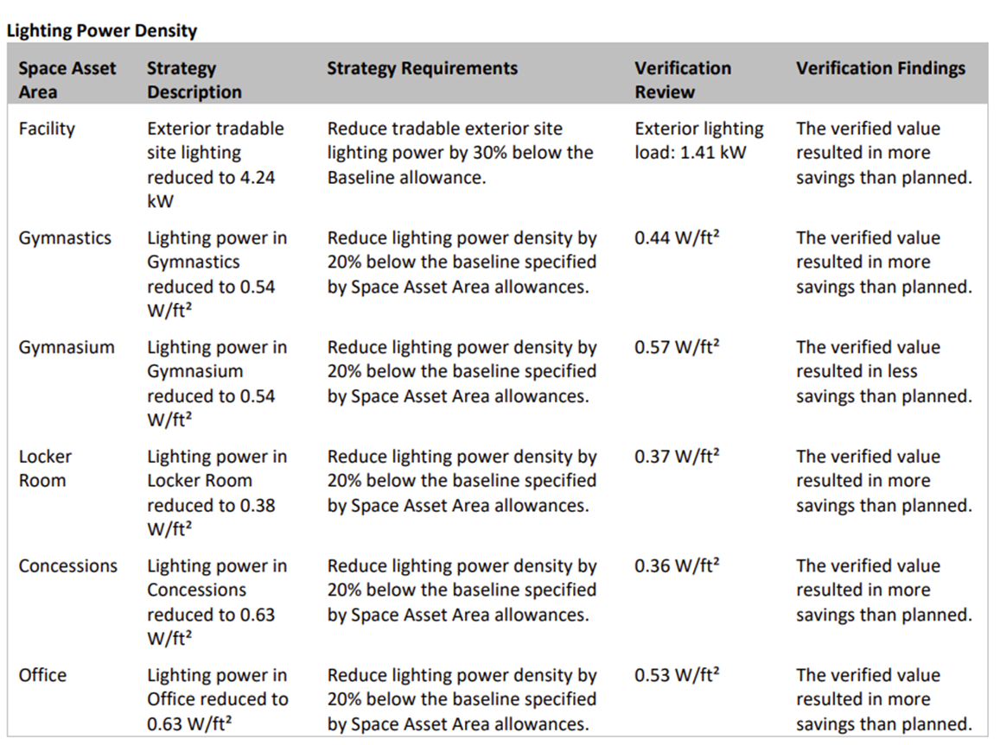 Lighting Power Density
Space Asset Area
Strategy Description
Strategy Requirements
Verification Review
Verification Findings
Facility
Exterior tradable
site lighting
reduced to 4.24
kW
Reduce tradable exterior site
lighting power by 30% below the
Baseline allowance.
Exterior lighting
load: 1.41 kW
The verified value
resulted in more
savings than planned.
Gymnastics
Lighting power in
Gymnastics
reduced to 0.54
W/ft²
Reduce lighting power density by
20% below the baseline specified
by Space Asset Area allowances.
0.44 W/ft²
The verified value
resulted in more
savings than planned.
Gymnasium
Lighting power in
Gymnasium
reduced to 0.54
W/ft²
Reduce lighting power density by
20% below the baseline specified
by Space Asset Area allowances.
0.57 W/ft²
The verified value
resulted in less
savings than planned.
Locker
Room
Lighting power in
Locker Room
reduced to 0.38
W/ft²
Reduce lighting power density by
20% below the baseline specified
by Space Asset Area allowances.
0.37 W/ft²
The verified value
resulted in more
savings than planned.
Concessions
Lighting power in
Concessions
reduced to 0.63
W/ft²
Reduce lighting power density by
20% below the baseline specified
by Space Asset Area allowances.
0.36 W/ft²
The verified value
resulted in more
savings than planned.
Office
Lighting power in
Office reduced to
0.63 W/ft²
Reduce lighting power density by
20% below the baseline specified
by Space Asset Area allowances.
0.53 W/ft²
The verified value
resulted in more
savings than planned.